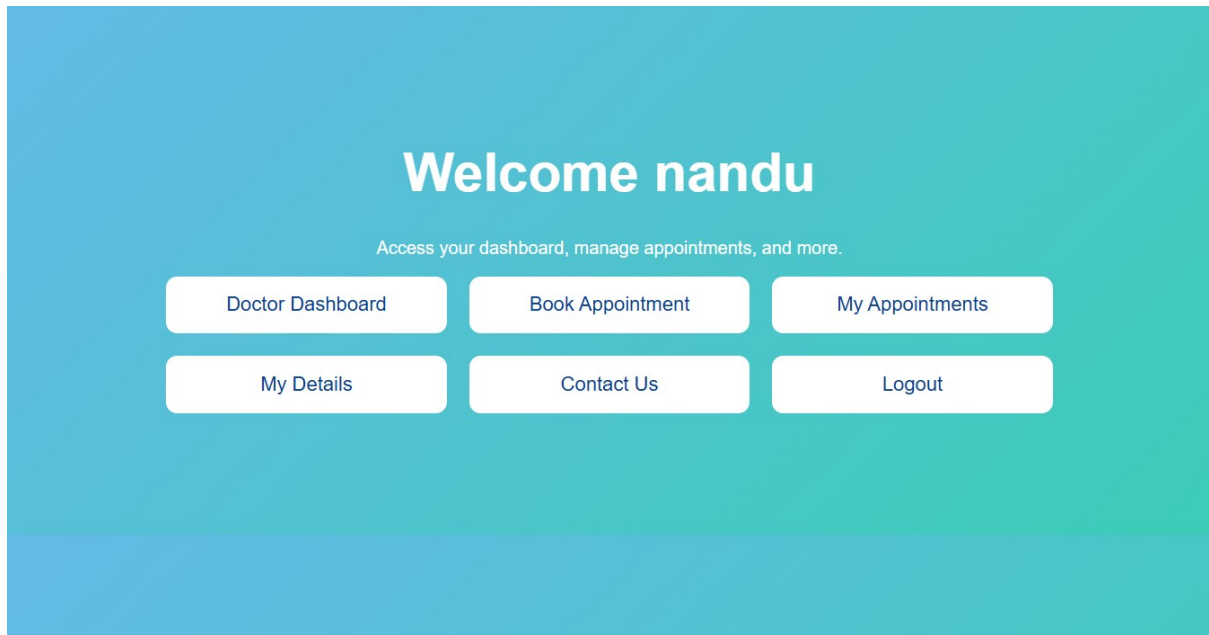 Welcome nandu
Access your dashboard, manage appointments, and more.
Doctor Dashboard
Book Appointment
My Appointments
My Details
Contact Us
Logout